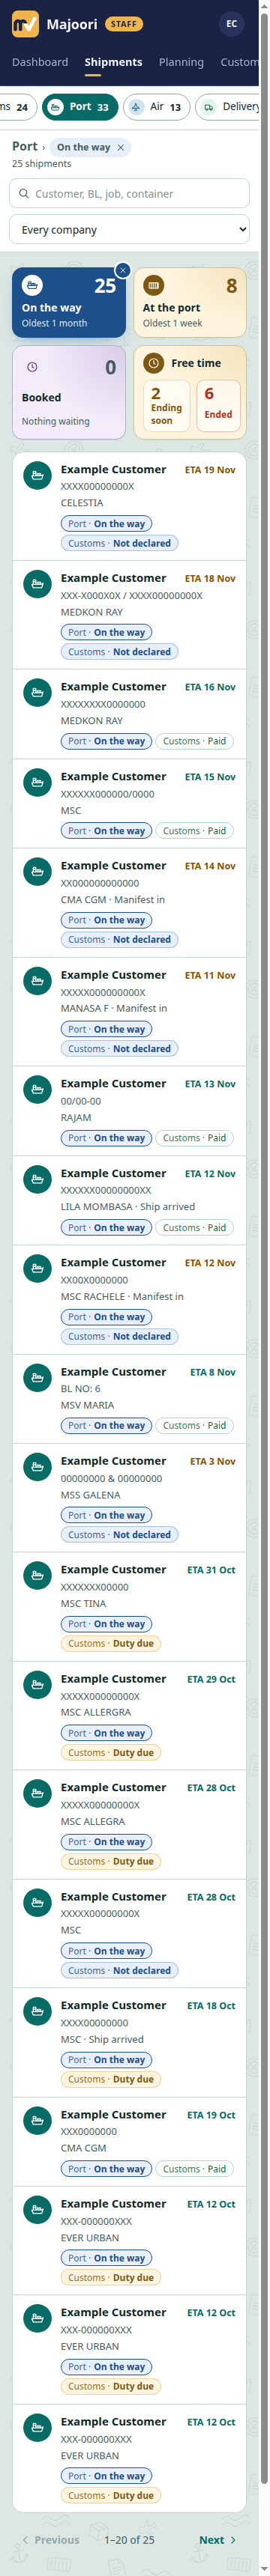 Majoori STAFF EC
Dashboard Shipments Planning Custom
ms 24 Port 33 Air 13 Delivery
Port › On the way ×
25 shipments
Customer, BL, job, container
Every company
25
On the way
Oldest 1 month
8
At the port
Oldest 1 week
0
Booked
Nothing waiting
Free time
2 Ending soon
6 Ended
Example Customer ETA 19 Nov
XXXX00000000X
CELESTIA
Port · On the way
Customs · Not declared
Example Customer ETA 18 Nov
XXX-X000X0X / XXXX00000000X
MEDKON RAY
Port · On the way
Customs · Not declared
Example Customer ETA 16 Nov
XXXXXXXX0000000
MEDKON RAY
Port · On the way Customs · Paid
Example Customer ETA 15 Nov
XXXXXX000000/0000
MSC
Port · On the way Customs · Paid
Example Customer ETA 14 Nov
XX000000000000
CMA CGM · Manifest in
Port · On the way
Customs · Not declared
Example Customer ETA 11 Nov
XXXXX000000000X
MANASA F · Manifest in
Port · On the way
Customs · Not declared
Example Customer ETA 13 Nov
00/00-00
RAJAM
Port · On the way Customs · Paid
Example Customer ETA 12 Nov
XXXXXX00000000XX
LILA MOMBASA · Ship arrived
Port · On the way Customs · Paid
Example Customer ETA 12 Nov
XX00X0000000
MSC RACHELE · Manifest in
Port · On the way
Customs · Not declared
Example Customer ETA 8 Nov
BL NO: 6
MSV MARIA
Port · On the way Customs · Paid
Example Customer ETA 3 Nov
00000000 & 00000000
MSS GALENA
Port · On the way
Customs · Not declared
Example Customer ETA 31 Oct
XXXXXXX00000
MSC TINA
Port · On the way
Customs · Duty due
Example Customer ETA 29 Oct
XXXXX00000000X
MSC ALLERGRA
Port · On the way
Customs · Duty due
Example Customer ETA 28 Oct
XXXXX00000000X
MSC ALLEGRA
Port · On the way
Customs · Duty due
Example Customer ETA 28 Oct
XXXXX00000000X
MSC
Port · On the way
Customs · Not declared
Example Customer ETA 18 Oct
XXXX00000000
MSC · Ship arrived
Port · On the way
Customs · Duty due
Example Customer ETA 19 Oct
XXX0000000
CMA CGM
Port · On the way Customs · Paid
Example Customer ETA 12 Oct
XXX-000000XXX
EVER URBAN
Port · On the way
Customs · Duty due
Example Customer ETA 12 Oct
XXX-000000XXX
EVER URBAN
Port · On the way
Customs · Duty due
Example Customer ETA 12 Oct
XXX-000000XXX
EVER URBAN
Port · On the way
Customs · Duty due
Previous 1–20 of 25 Next